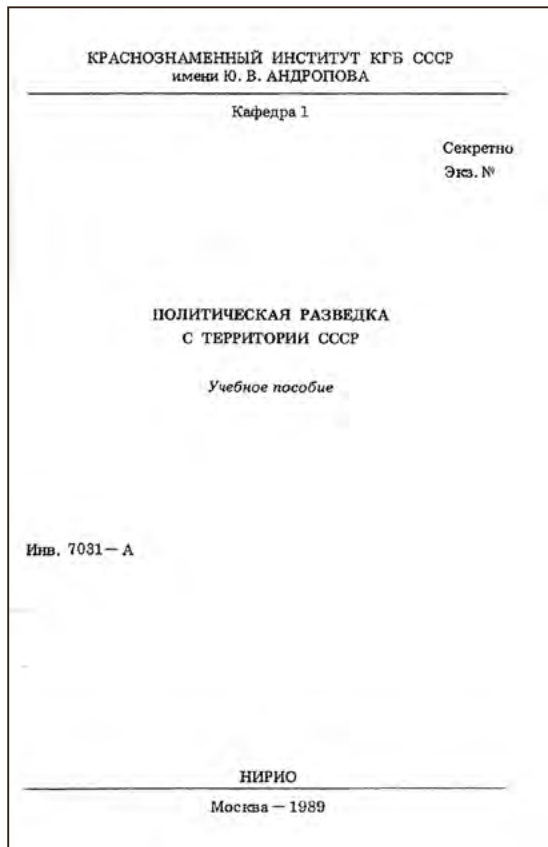 КРАСНОЗНАМЕННЫЙ ИНСТИТУТ КГБ СССР
имени Ю. В. АНДРОПОВА
Кафедра 1
Секретно
Экз. №
ПОЛИТИЧЕСКАЯ РАЗВЕДКА
С ТЕРРИТОРИИ СССР
Учебное пособие
Инв. 7031 — А
НИРИО
Москва — 1989